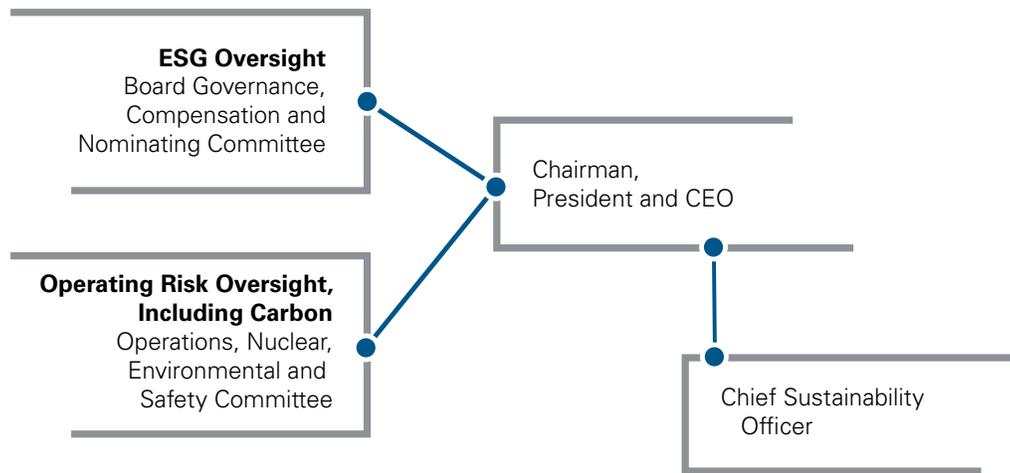 ESG Oversight
Board Governance,
Compensation and
Nominating Committee
Operating Risk Oversight,
Including Carbon
Operations, Nuclear,
Environmental and
Safety Committee
Chairman,
President and CEO
Chief Sustainability
Officer